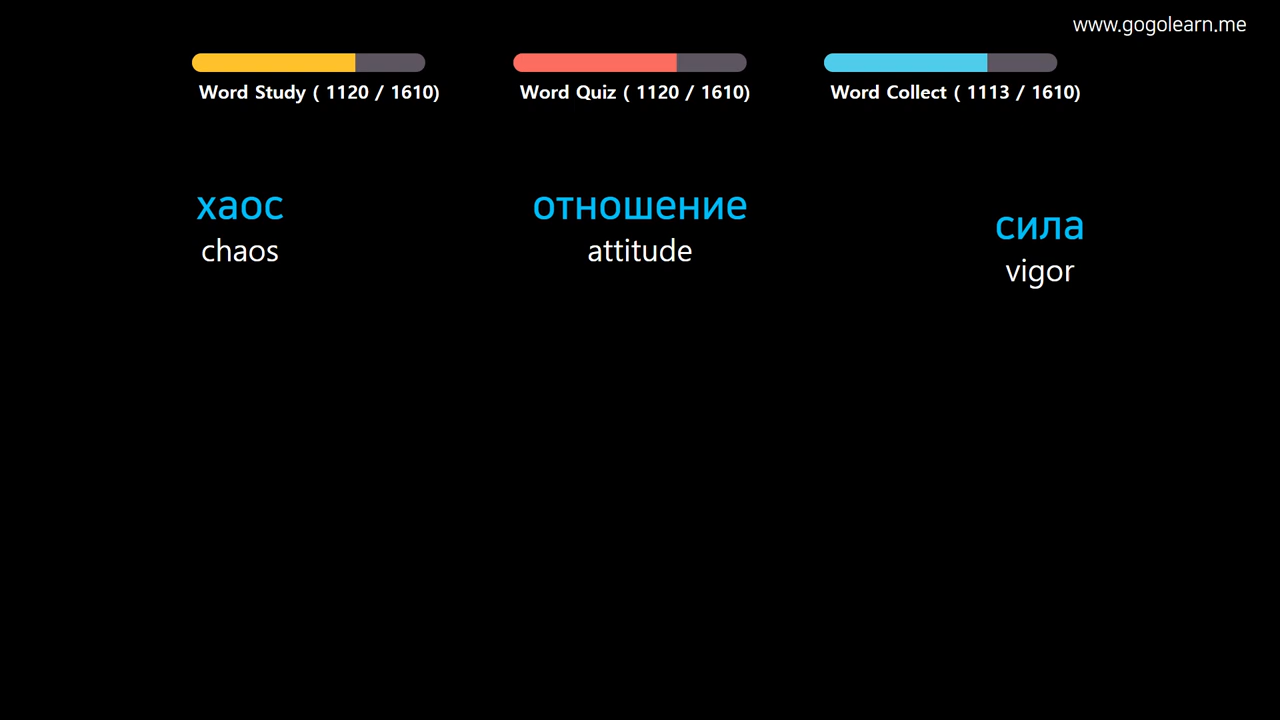 www.gogolearn.me
Word Study ( 1120 / 1610)
Word Quiz ( 1120 / 1610)
Word Collect ( 1113 / 1610)
хаос
chaos
отношение
attitude
сила
vigor